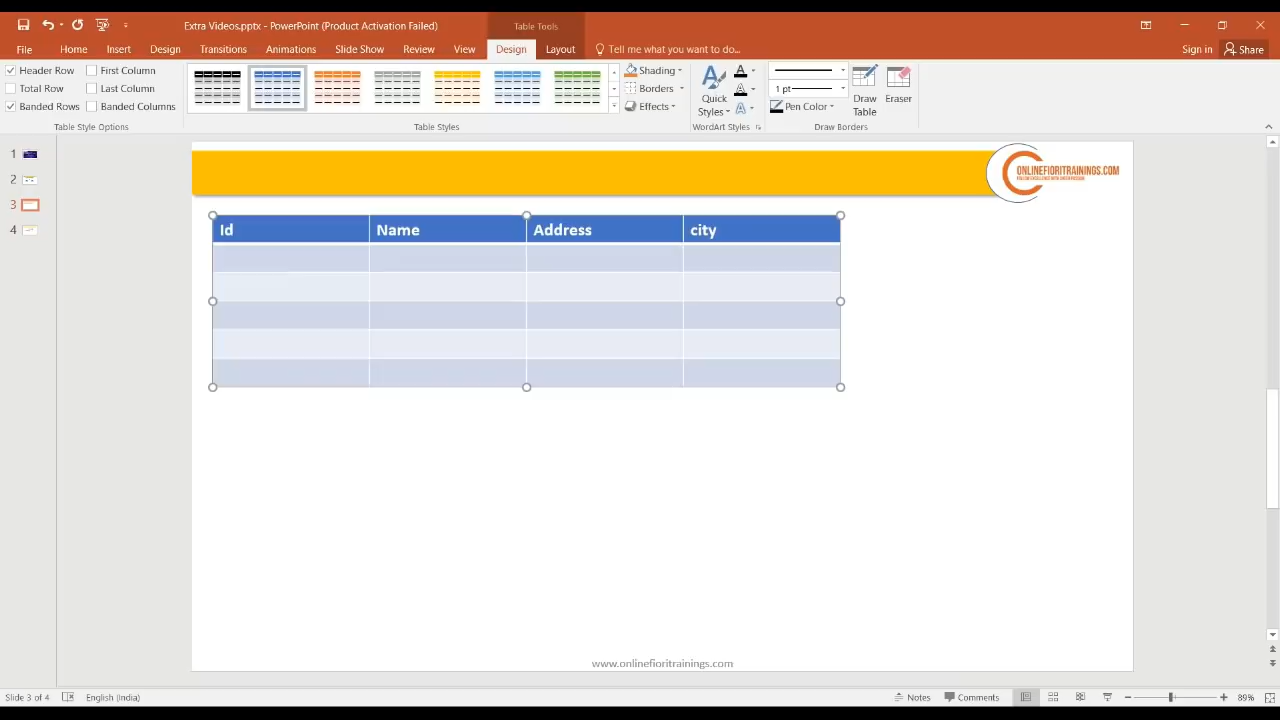 Extra Videos.pptx - PowerPoint (Product Activation Failed)
Table Tools
File Home Insert Design Transitions Animations Slide Show Review View Design Layout Tell me what you want to do... Sign in Share
Header Row First Column
Total Row Last Column
Banded Rows Banded Columns
Table Style Options
Table Styles
Shading
Borders
Effects
Quick Styles
WordArt Styles
1 pt
Pen Color
Draw Table
Eraser
Draw Borders
1
2
3
4
ONLINEFIORITRAININGS.COM
Id Name Address city
www.onlinefioritrainings.com
Slide 3 of 4 English (India) Notes Comments 89%